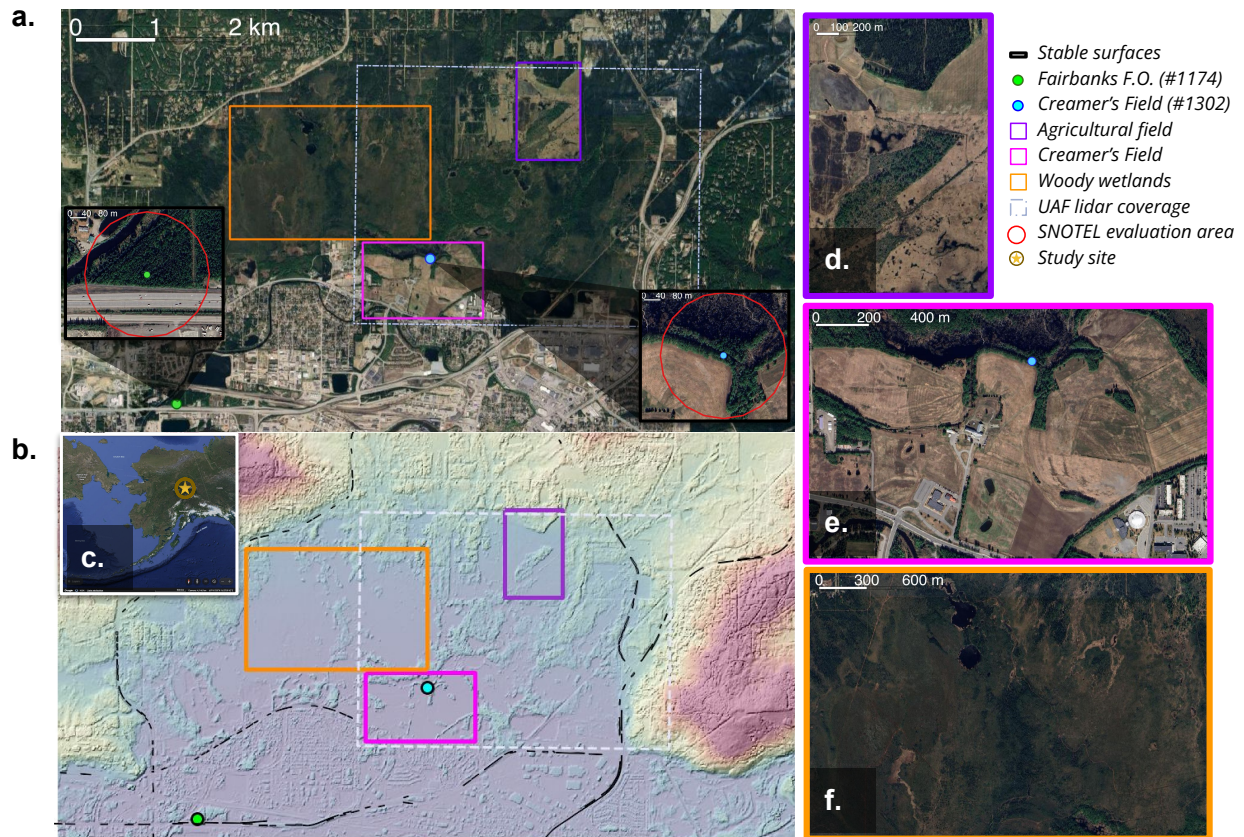 a.
0 1 2 km
0 40 80 m
0 40 80 m
b.
c.
0 100 200 m
d.
Stable surfaces
Fairbanks F.O. (#1174)
Creamer's Field (#1302)
Agricultural field
Creamer's Field
Woody wetlands
UAF lidar coverage
SNOTEL evaluation area
Study site
0 200 400 m
e.
0 300 600 m
f.